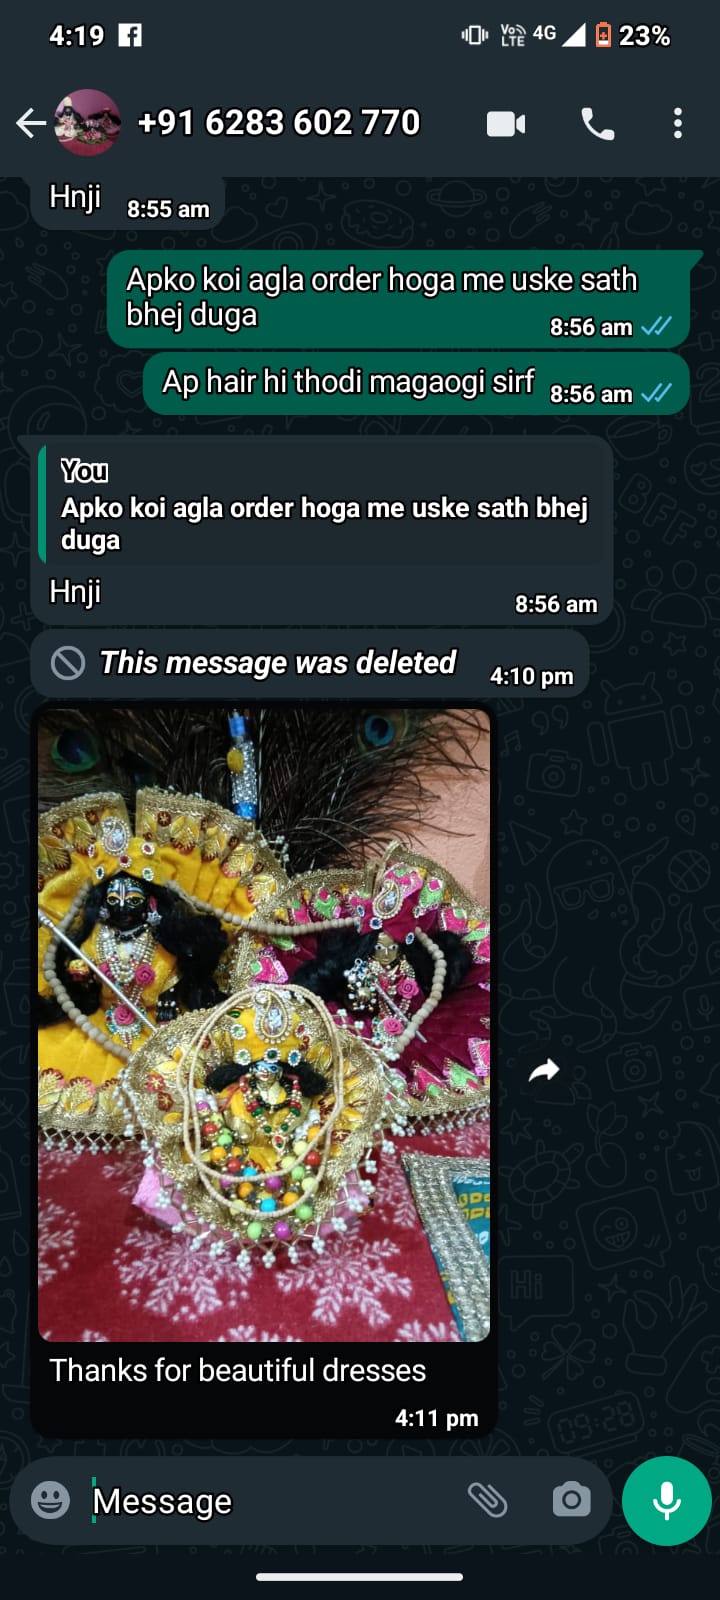 4:19
Vo LTE 4G 23%
+91 6283 602 770
Hnji 8:55 am
Apko koi agla order hoga me uske sath
bhej duga
8:56 am
Ap hair hi thodi magaogi sirf 8:56 am
You
Apko koi agla order hoga me uske sath bhej
duga
Hnji
8:56 am
This message was deleted 4:10 pm
Thanks for beautiful dresses
4:11 pm
Message